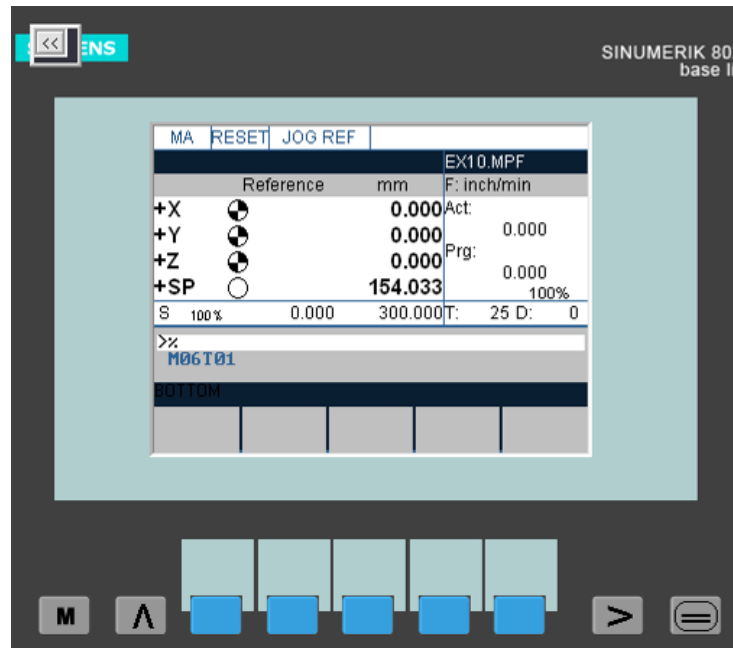 <<
ENS
SINUMERIK 80
base li
MA RESET JOG REF
EX10.MPF
Reference mm F: inch/min
+X 0.000 Act:
+Y 0.000 0.000
+Z 0.000 Prg:
0.000
+SP 154.033 100%
S 100% 0.000 300.000 T: 25 D: 0
>%
M06T01
BOTTOM
M Λ > =